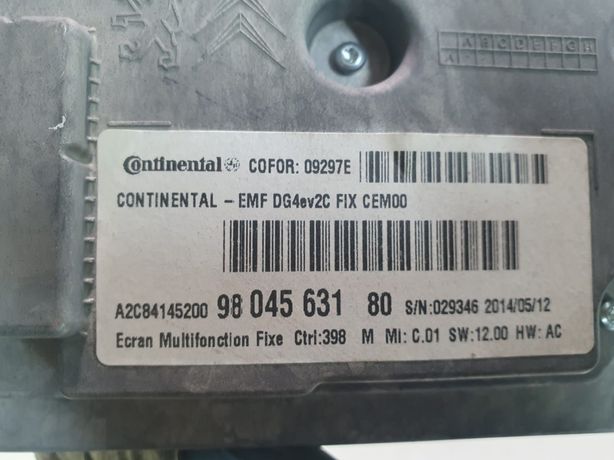 ABCDEFGH
A
Continental COFOR: 09297E
CONTINENTAL - EMF DG4ev2C FIX CEM00
A2C84145200 98 045 631 80 S/N:029346 2014/05/12
Ecran Multifonction Fixe Ctrl:398 M MI: C.01 SW:12.00 HW: AC